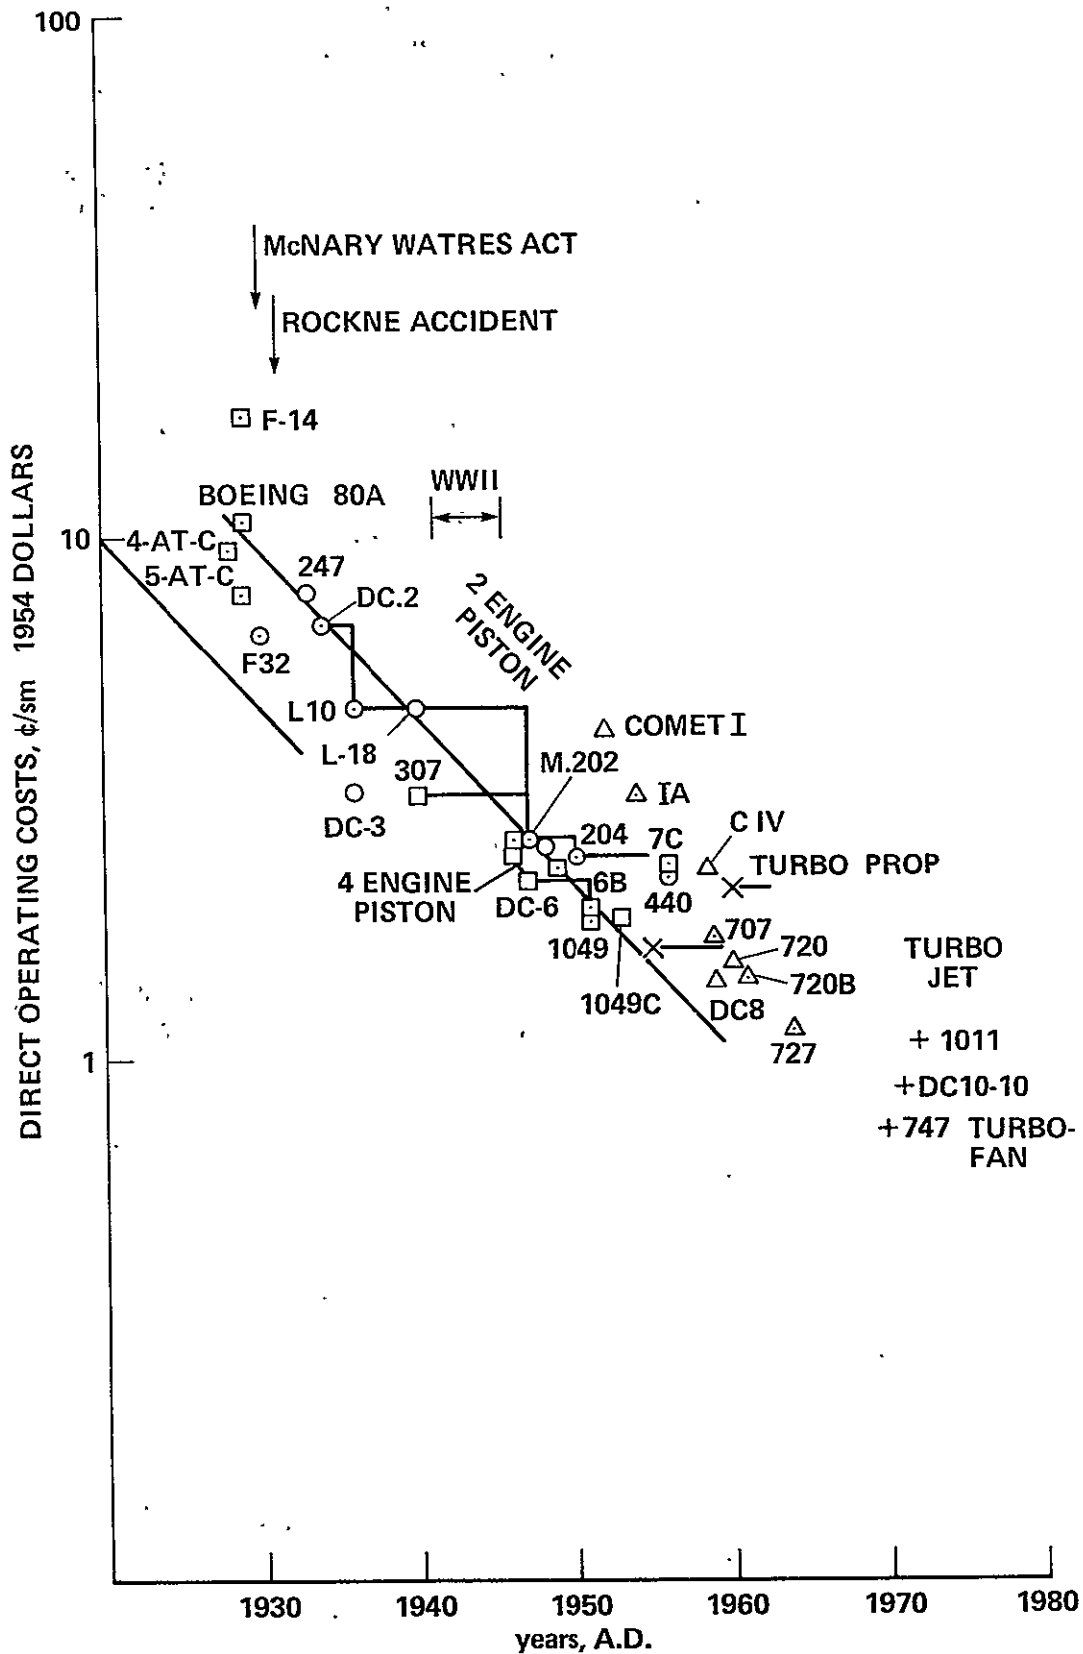 100
McNARY WATRES ACT
ROCKNE ACCIDENT
F-14
WWII
BOEING 80A
10
4-AT-C
5-AT-C
247
DC.2
2 ENGINE
PISTON
F32
L10
L-18
COMET I
M.202
307
IA
DC-3
204
7C
C IV
TURBO PROP
4 ENGINE
PISTON
6B
DC-6
440
707
1049
720
TURBO
JET
720B
1049C
DC8
727
1
+ 1011
+DC10-10
+747 TURBO-
FAN
DIRECT OPERATING COSTS, ¢/sm 1954 DOLLARS
1930
1940
1950
1960
1970
1980
years, A.D.